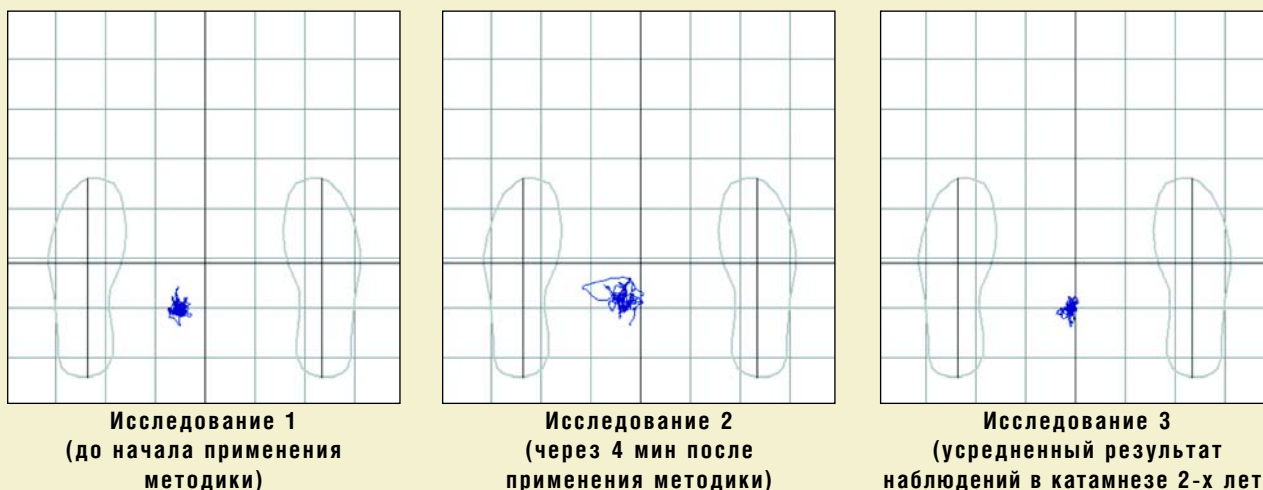 Исследование 1
(до начала применения
методики)
Исследование 2
(через 4 мин после
применения методики)
Исследование 3
(усредненный результат
наблюдений в катамнезе 2-х лет